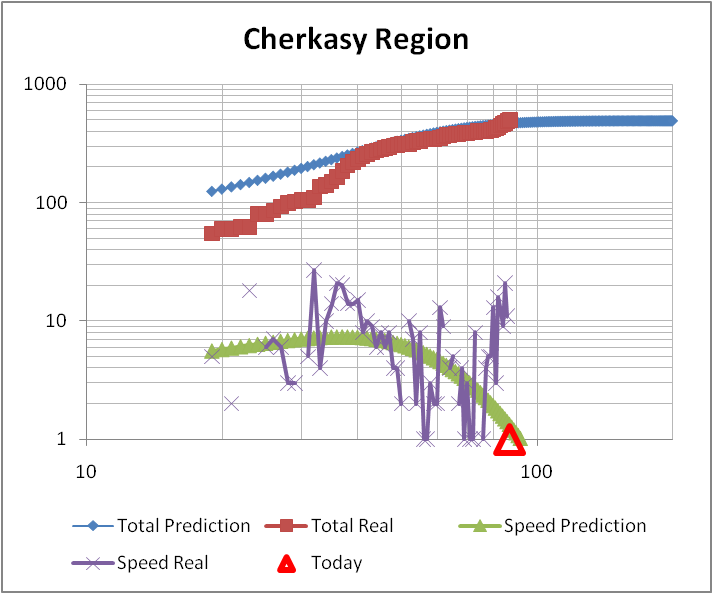 Cherkasy Region
1000
100
10
1
10 100
Total Prediction Total Real Speed Prediction
Speed Real Today